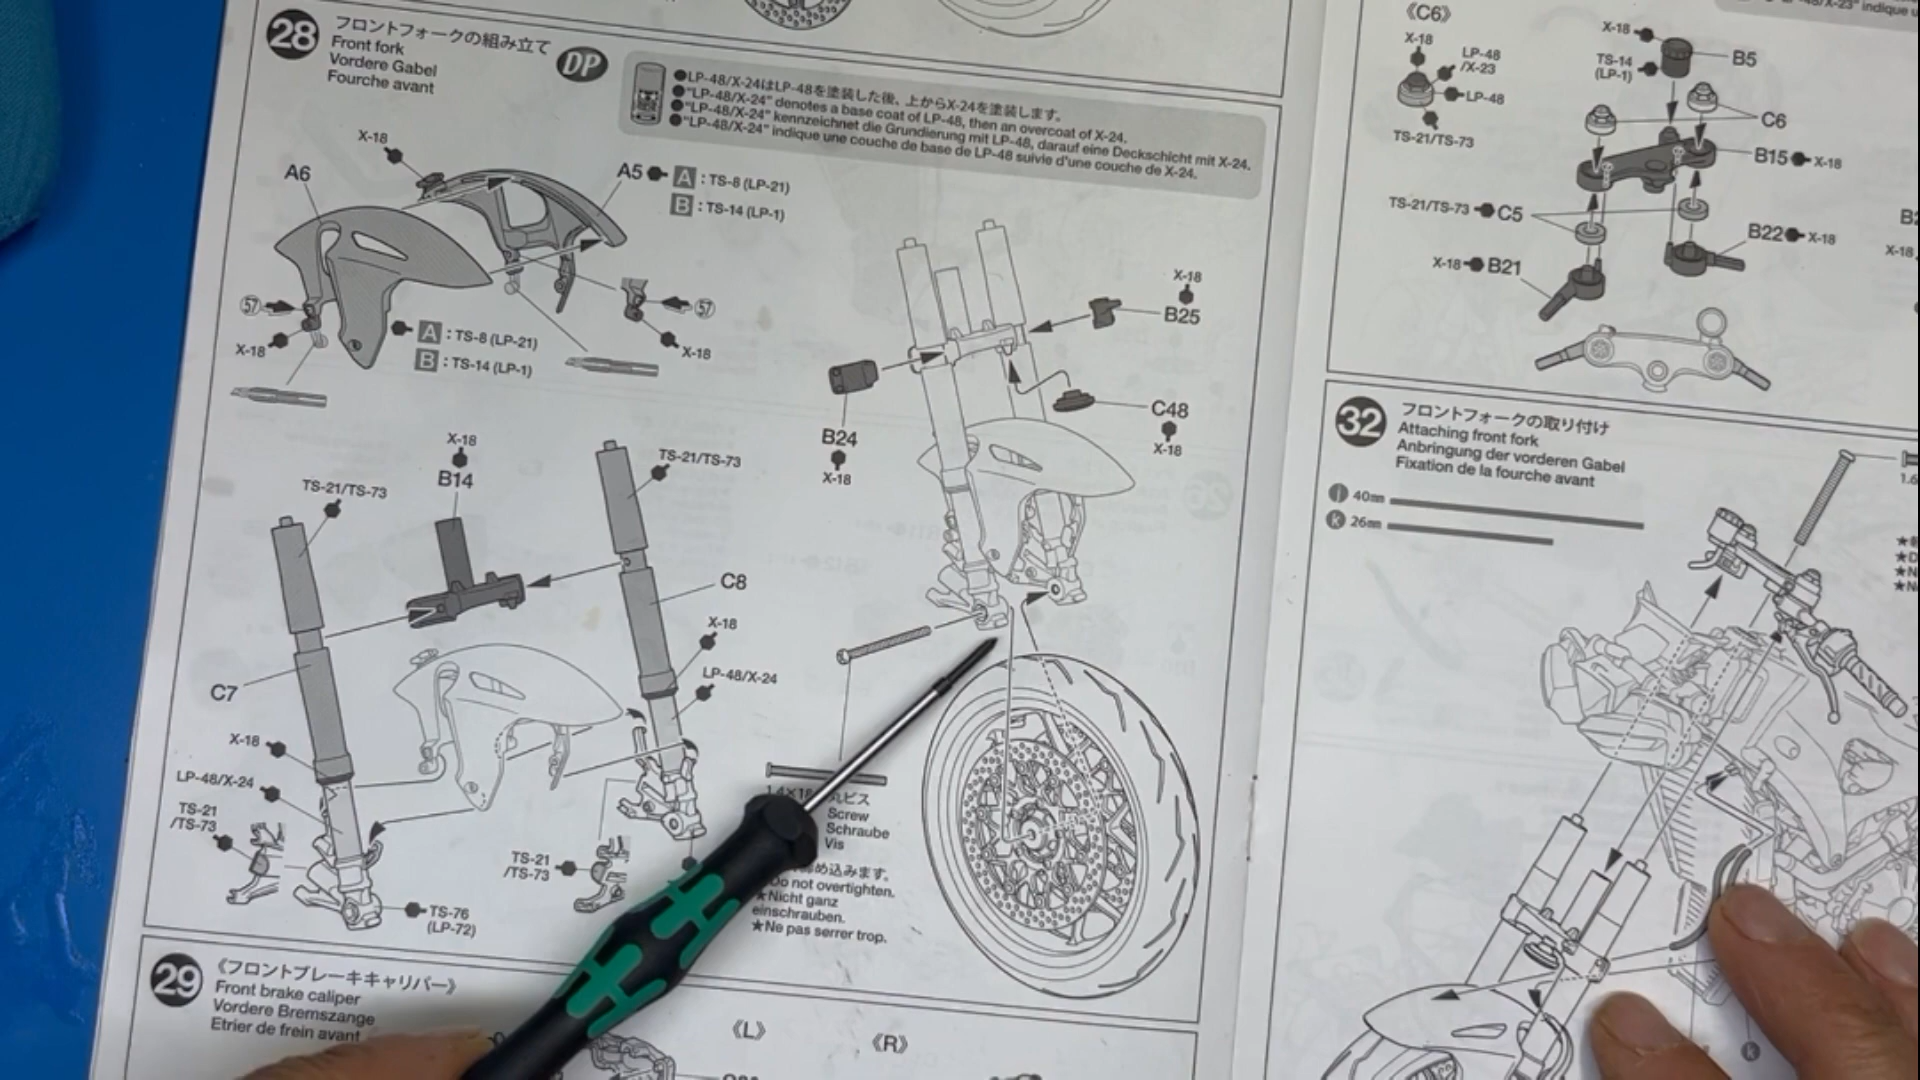 28
フロントフォークの組み立て
Front fork
Vordere Gabel
Fourche avant
DP
●LP-48/X-24はLP-48を塗装した後、上からX-24を塗装します。
●"LP-48/X-24" denotes a base coat of LP-48, then an overcoat of X-24.
●"LP-48/X-24" kennzeichnet die Grundierung mit LP-48, darauf eine Deckschicht mit X-24.
●"LP-48/X-24" indique une couche de base de LP-48 suivie d'une couche de X-24.
X-18
A6
A5
A : TS-8 (LP-21)
B : TS-14 (LP-1)
57
57
X-18
X-18
A : TS-8 (LP-21)
B : TS-14 (LP-1)
X-18
B25
B24
X-18
C48
X-18
X-18
B14
TS-21/TS-73
TS-21/TS-73
C8
C7
X-18
LP-48/X-24
X-18
LP-48/X-24
TS-21
/TS-73
TS-21
/TS-73
TS-76
(LP-72)
ビス
Screw
Schraube
Vis
め込みます。
Do not overtighten.
★Nicht ganz
einschrauben.
★Ne pas serrer trop.
29
《フロントブレーキキャリパー》
Front brake caliper
Vordere Bremszange
Etrier de frein avant
《L》
《R》
《C6》
X-18
LP-48
/X-23
LP-48
TS-21/TS-73
X-18
TS-14
(LP-1)
B5
C6
B15
X-18
TS-21/TS-73
C5
B22
X-18
X-18
B21
X-18
32
フロントフォークの取り付け
Attaching front fork
Anbringung der vorderen Gabel
Fixation de la fourche avant
j 40mm
k 26mm
k